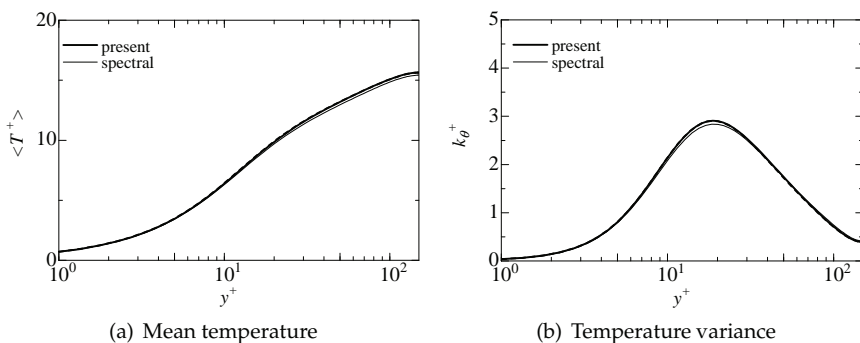 20
present
spectral
10
<T⁺>
0
10⁰
10¹
10²
y⁺
(a) Mean temperature
5
present
spectral
4
3
2
1
0
k_θ⁺
10⁰
10¹
10²
y⁺
(b) Temperature variance